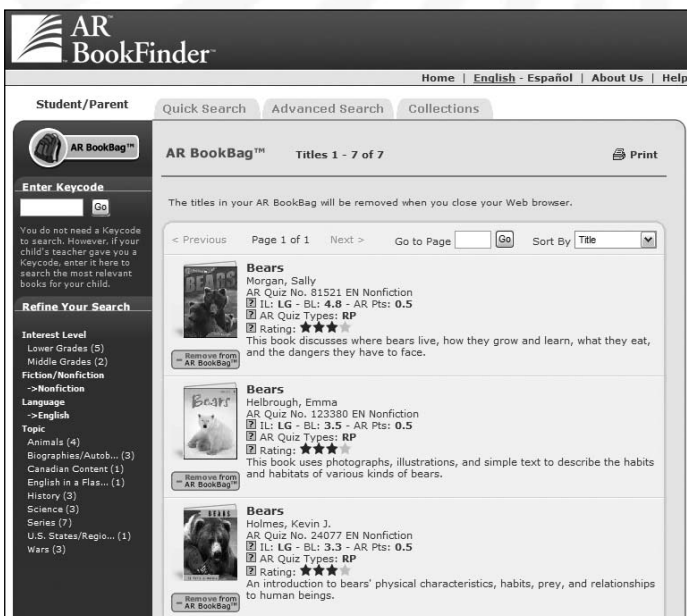 AR
BookFinder™
Home | English - Español | About Us | Help
Student/Parent
Quick Search
Advanced Search
Collections
AR BookBag™
Enter Keycode
Go
You do not need a Keycode
to search. However, if your
child's teacher gave you a
Keycode, enter it here to
search the most relevant
books for your child.
Refine Your Search
Interest Level
Lower Grades (5)
Middle Grades (2)
Fiction/Nonfiction
->Nonfiction
Language
->English
Topic
Animals (4)
Biographies/Autob... (3)
Canadian Content (1)
English in a Flas... (1)
History (3)
Science (3)
Series (7)
U.S. States/Regio... (1)
Wars (3)
AR BookBag™ Titles 1 - 7 of 7 Print
The titles in your AR BookBag will be removed when you close your Web browser.
< Previous Page 1 of 1 Next > Go to Page Go Sort By Title
BEARS
Remove from
AR BookBag™
Bears
Morgan, Sally
AR Quiz No. 81521 EN Nonfiction
? IL: LG - BL: 4.8 - AR Pts: 0.5
? AR Quiz Types: RP
? Rating:
This book discusses where bears live, how they grow and learn, what they eat,
and the dangers they have to face.
Bears
Remove from
AR BookBag™
Bears
Helbrough, Emma
AR Quiz No. 123380 EN Nonfiction
? IL: LG - BL: 3.5 - AR Pts: 0.5
? AR Quiz Types: RP
? Rating:
This book uses photographs, illustrations, and simple text to describe the habits
and habitats of various kinds of bears.
BEARS
Remove from
AR BookBag™
Bears
Holmes, Kevin J.
AR Quiz No. 24077 EN Nonfiction
? IL: LG - BL: 3.3 - AR Pts: 0.5
? AR Quiz Types: RP
? Rating:
An introduction to bears' physical characteristics, habits, prey, and relationships
to human beings.